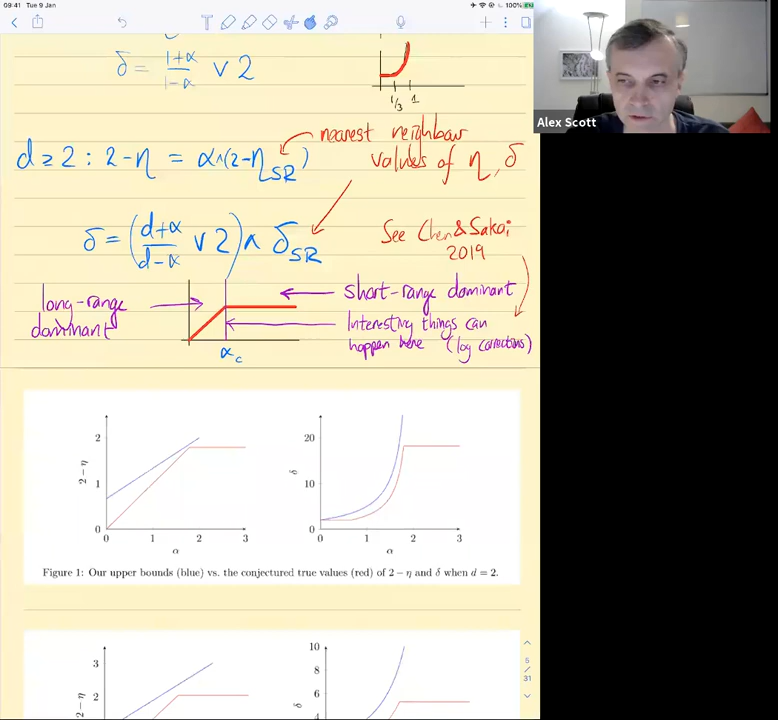 09:41 Tue 9 Jan
100%
δ = 1+α / 1-α ∨ 2
1/3 1
d ≥ 2 : 2-η = α∧(2-η_SR)
nearest neighbour
values of η, δ
δ = (d+α / d-α ∨ 2) ∧ δ_SR
See Chen & Sakai
2019
long-range
dominant
short-range dominant
Interesting things can
happen here (log corrections)
α_c
2
1
0
0 1 2 3
2 − η
α
20
10
0
0 1 2 3
δ
α
Figure 1: Our upper bounds (blue) vs. the conjectured true values (red) of 2 − η and δ when d = 2.
3
2
2 − η
10
8
6
4
δ
5
31
Alex Scott